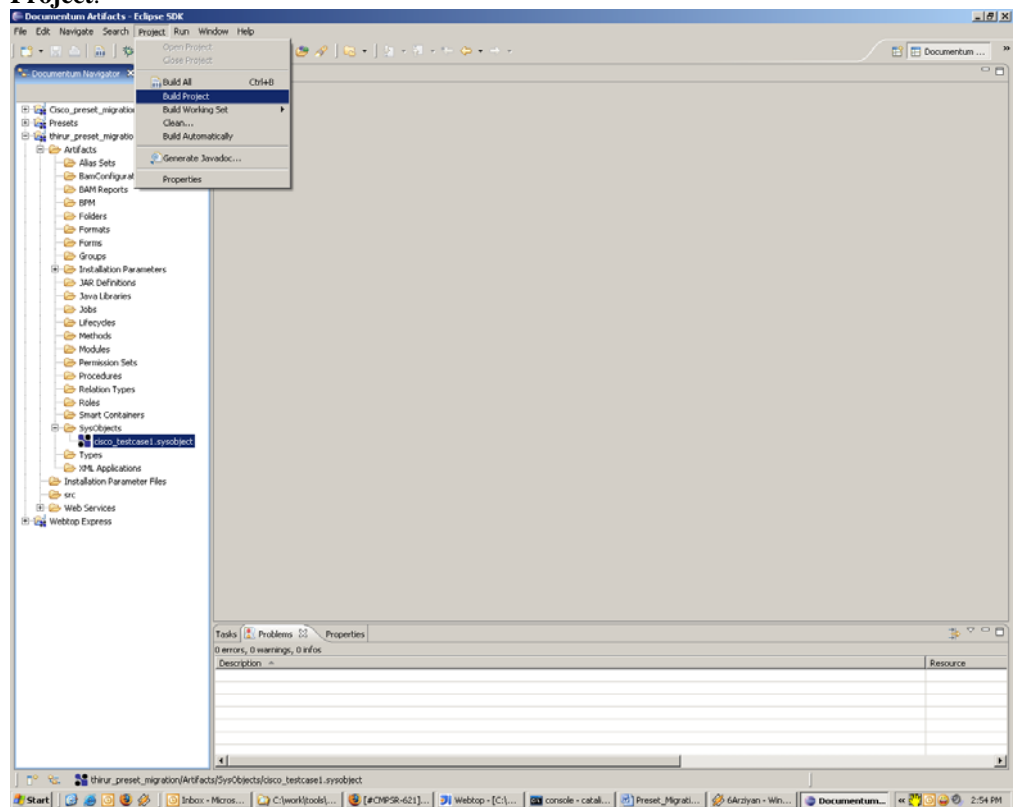 Project.
Documentum Artifacts - Eclipse SDK
File Edit Navigate Search Project Run Window Help
Open Project
Close Project
Build All Ctrl+B
Build Project
Build Working Set
Clean...
Build Automatically
Generate Javadoc...
Properties
Documentum ...
Documentum Navigator
Cisco_preset_migration
Presets
thirur_preset_migratio
Artifacts
Alias Sets
BamConfigurat
BAM Reports
BPM
Folders
Formats
Forms
Groups
Installation Parameters
JAR Definitions
Java Libraries
Jobs
Lifecycles
Methods
Modules
Permission Sets
Procedures
Relation Types
Roles
Smart Containers
SysObjects
cisco_testcase1.sysobject
Types
XML Applications
Installation Parameter Files
src
Web Services
Webtop Express
Tasks Problems Properties
0 errors, 0 warnings, 0 infos
Description Resource
thirur_preset_migration/Artifacts/SysObjects/cisco_testcase1.sysobject
Start Inbox - Micros... C:\work\tools\... [#CMPSR-621]... Webtop - [C:\... console - catali... Preset_Migrati... 6Arziyan - Win... Documentum... 2:54 PM